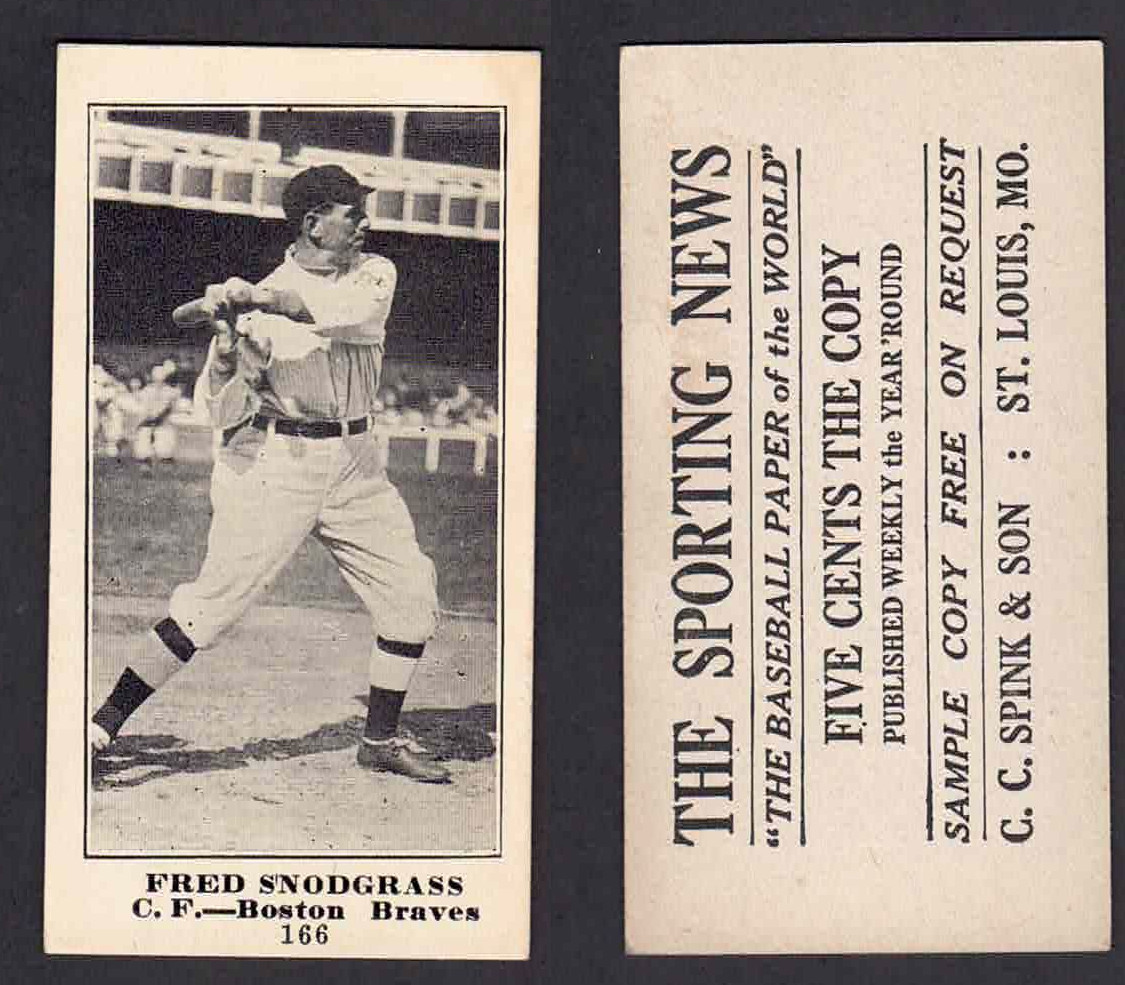 FRED SNODGRASS
C. F.—Boston Braves
166
THE SPORTING NEWS
“THE BASEBALL PAPER of the WORLD”
FIVE CENTS THE COPY
PUBLISHED WEEKLY the YEAR 'ROUND
SAMPLE COPY FREE ON REQUEST
C. C. SPINK & SON : ST. LOUIS, MO.